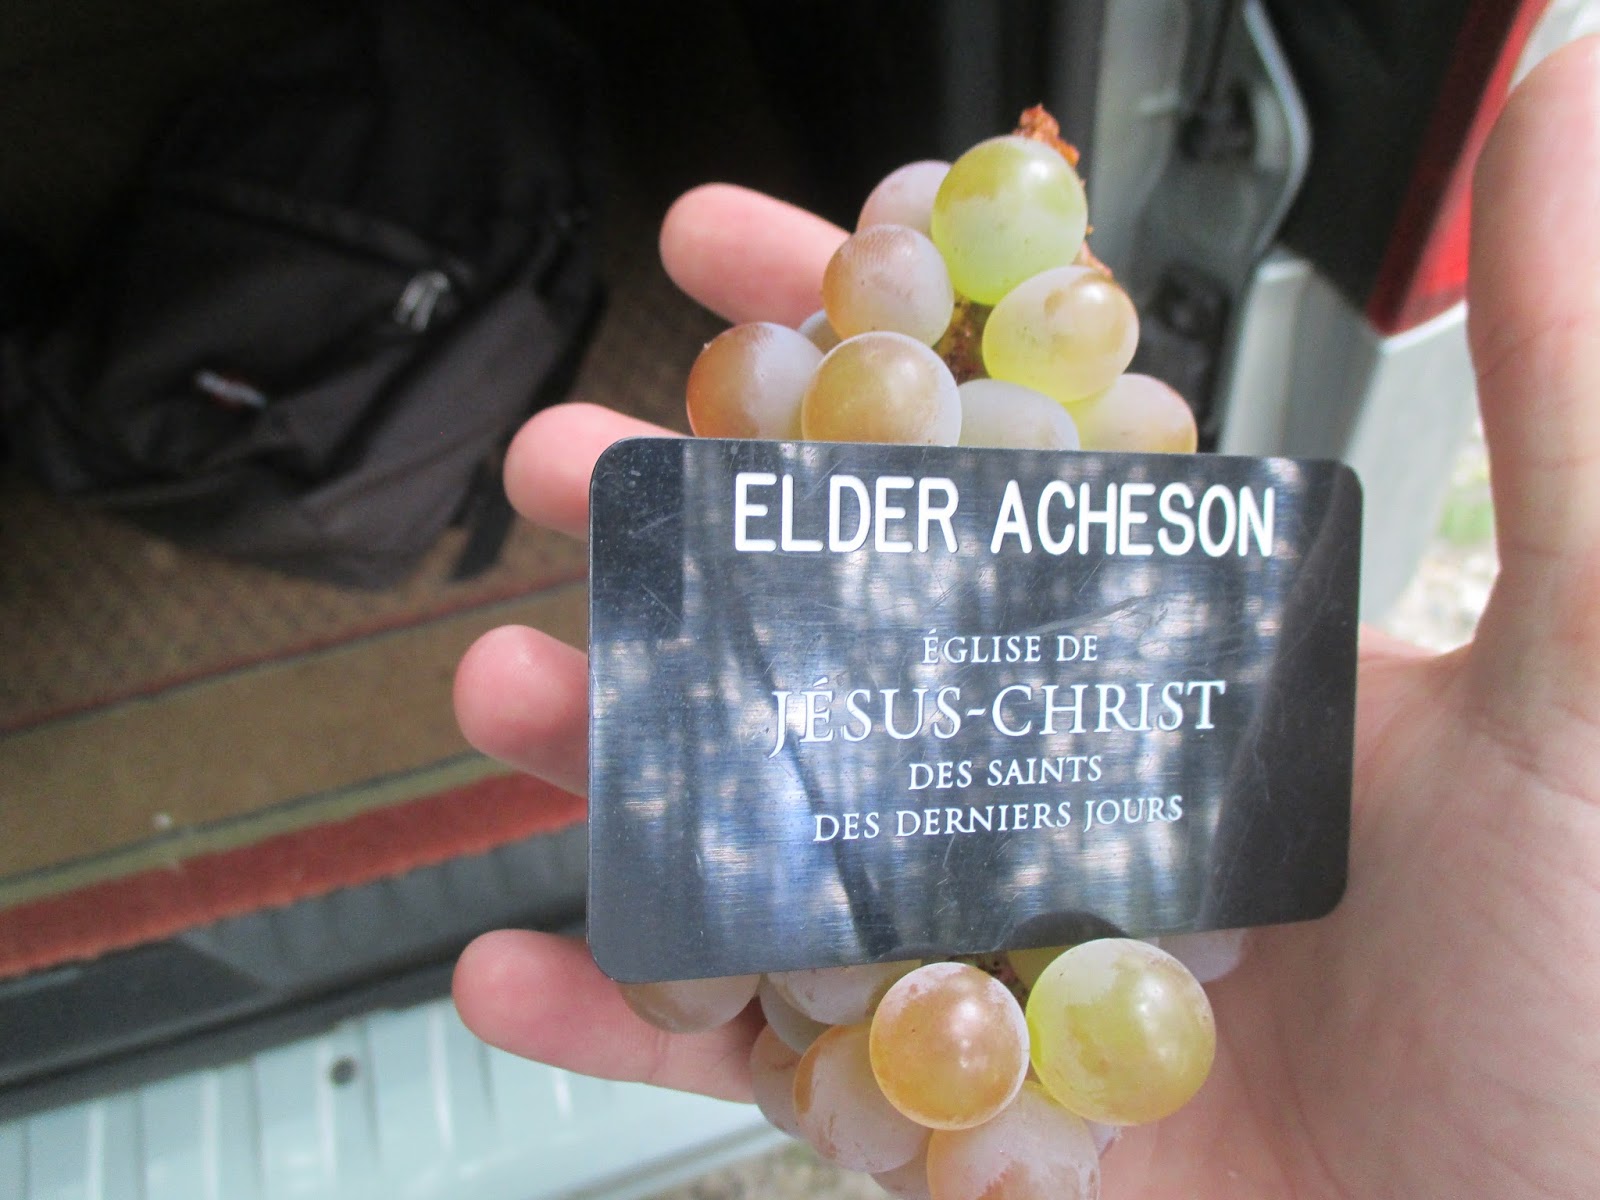 ELDER ACHESON
ÉGLISE DE
JÉSUS-CHRIST
DES SAINTS
DES DERNIERS JOURS